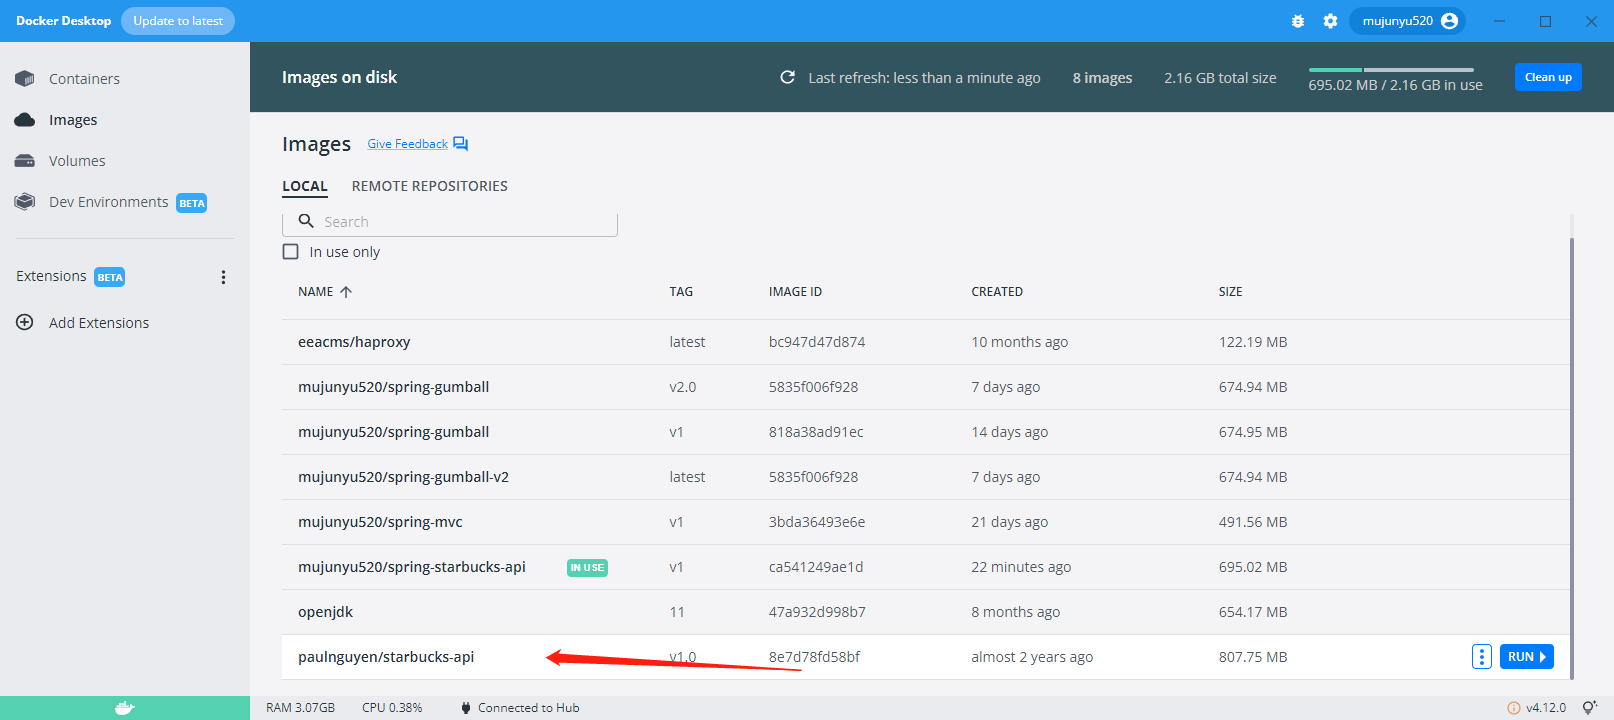 Docker Desktop Update to latest mujunyu520
Containers
Images
Volumes
Dev Environments BETA
Extensions BETA
Add Extensions
Images on disk Last refresh: less than a minute ago 8 images 2.16 GB total size 695.02 MB / 2.16 GB in use Clean up
Images Give Feedback
LOCAL REMOTE REPOSITORIES
Search
In use only
NAME TAG IMAGE ID CREATED SIZE
eeacms/haproxy latest bc947d47d874 10 months ago 122.19 MB
mujunyu520/spring-gumball v2.0 5835f006f928 7 days ago 674.94 MB
mujunyu520/spring-gumball v1 818a38ad91ec 14 days ago 674.95 MB
mujunyu520/spring-gumball-v2 latest 5835f006f928 7 days ago 674.94 MB
mujunyu520/spring-mvc v1 3bda36493e6e 21 days ago 491.56 MB
mujunyu520/spring-starbucks-api IN USE v1 ca541249ae1d 22 minutes ago 695.02 MB
openjdk 11 47a932d998b7 8 months ago 654.17 MB
paulnguyen/starbucks-api v1.0 8e7d78fd58bf almost 2 years ago 807.75 MB RUN
RAM 3.07GB CPU 0.38% Connected to Hub v4.12.0